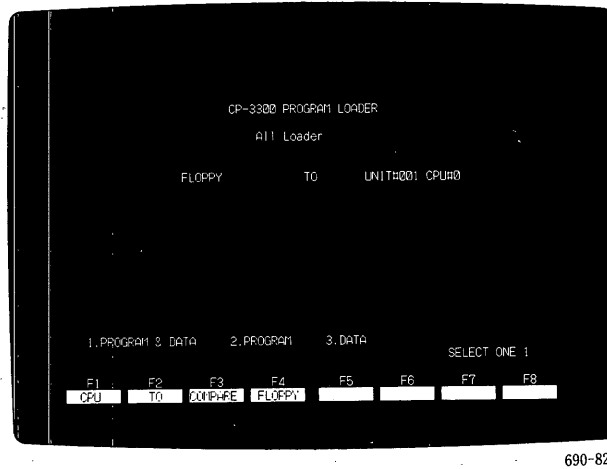 CP-3300 PROGRAM LOADER
All Loader
FLOPPY TO UNIT#001 CPU#0
1.PROGRAM & DATA 2.PROGRAM 3.DATA
SELECT ONE 1
F1 F2 F3 F4 F5 F6 F7 F8
CPU TO COMPARE FLOPPY
690-82